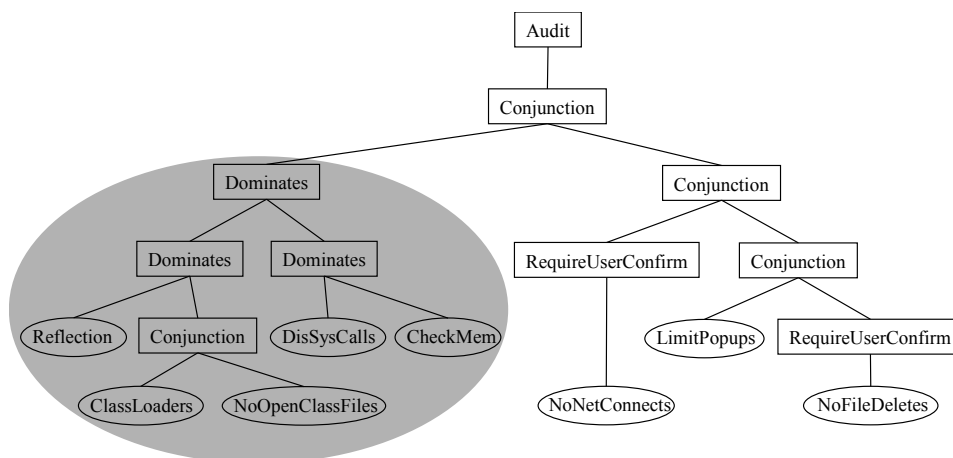 Audit
Conjunction
Dominates
Conjunction
Dominates
Dominates
RequireUserConfirm
Conjunction
Reflection
Conjunction
DisSysCalls
CheckMem
LimitPopups
RequireUserConfirm
ClassLoaders
NoOpenClassFiles
NoNetConnects
NoFileDeletes